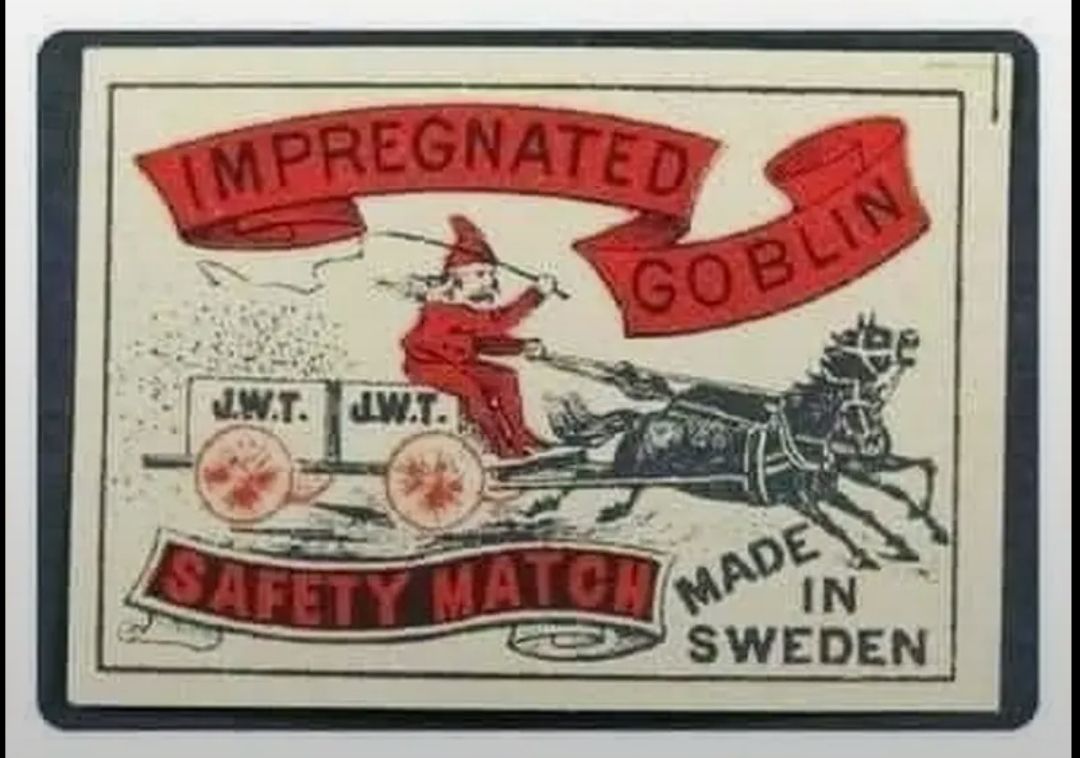 IMPREGNATED
GOBLIN
J.W.T. J.W.T.
SAFETY MATCH
MADE
IN
SWEDEN